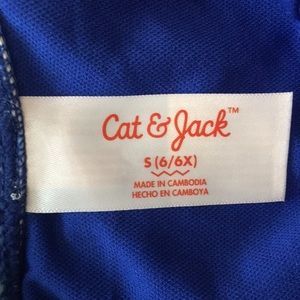 Cat & Jack™
S (6/6X)
MADE IN CAMBODIA
HECHO EN CAMBOYA